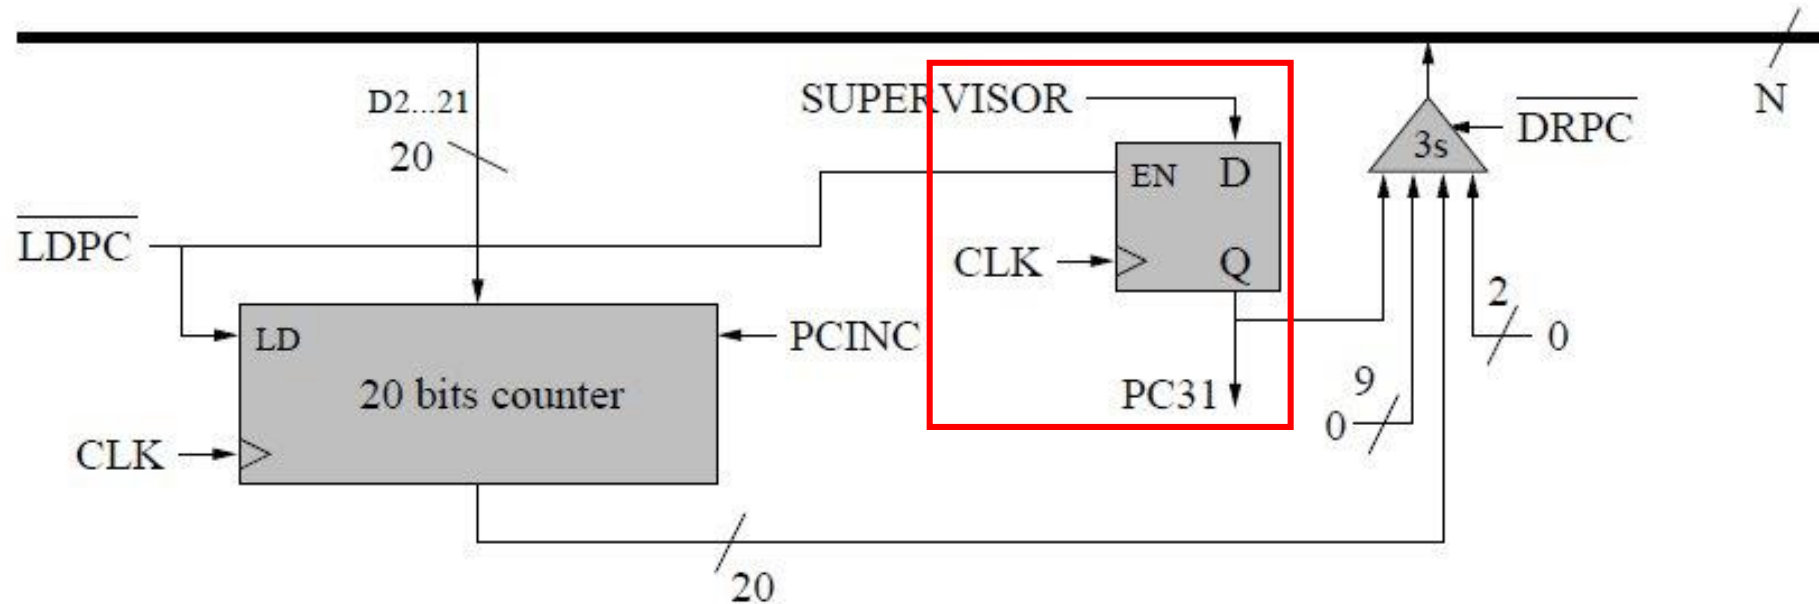 D2...21
20
SUPERVISOR
N
DRPC
3s
EN D
LDPC
CLK Q
2
0
LD
PCINC
20 bits counter
PC31
9
0
CLK
20